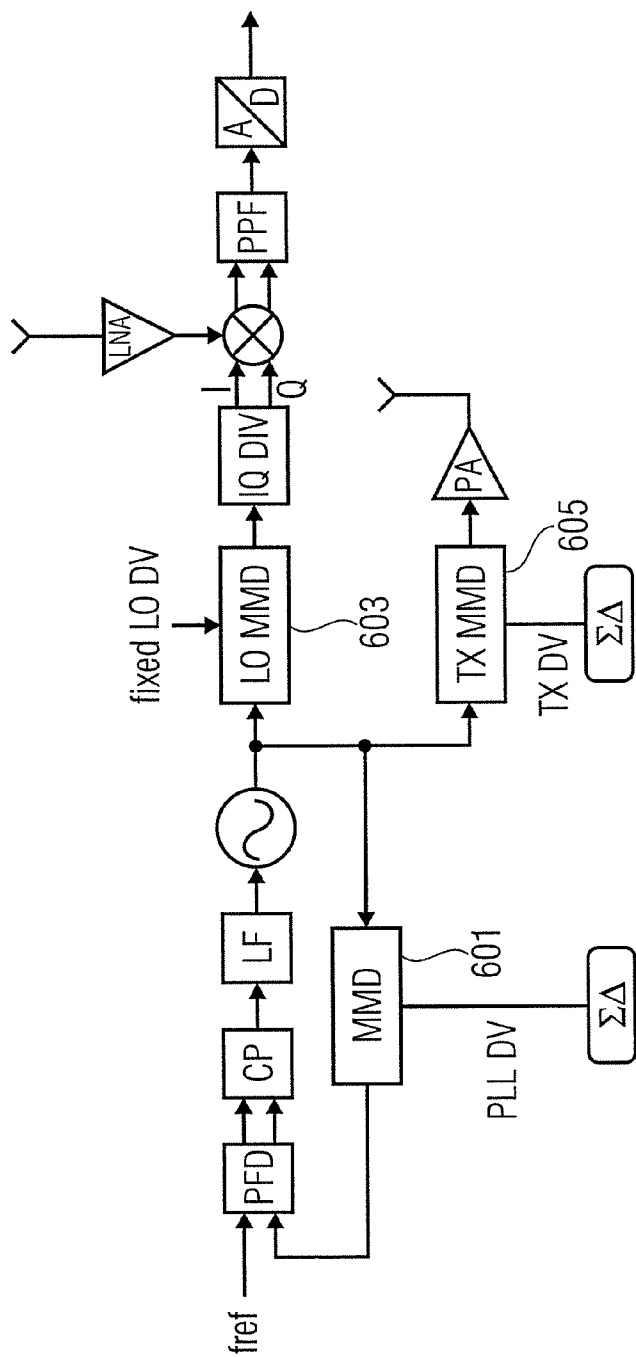 fref
PFD
CP
LF
fixed LO DV
LO MMD
603
IQ DIV
I
Q
LNA
PPF
A
D
MMD
601
PLL DV
ΣΔ
TX MMD
605
TX DV
ΣΔ
PA